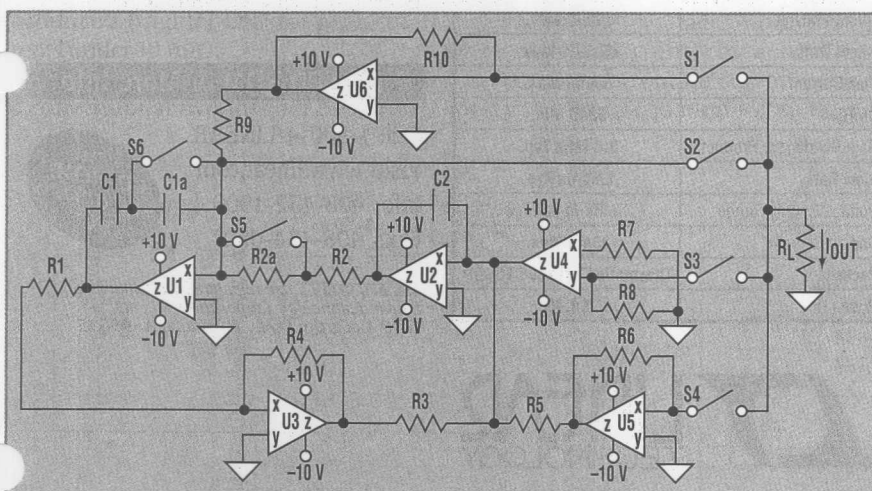 R10
S1
+10 V
x
z U6
y
−10 V
R9
S6
S2
C1
C1a
C2
+10 V
S5
+10 V
R7
R1
R2a
R2
+10 V
x
z U4
y
S3
RL
IOUT
x
z U1
y
x
z U2
y
−10 V
R8
−10 V
−10 V
R4
R6
+10 V
+10 V
x
U3 z
y
R3
R5
x
z U5
y
S4
−10 V
−10 V